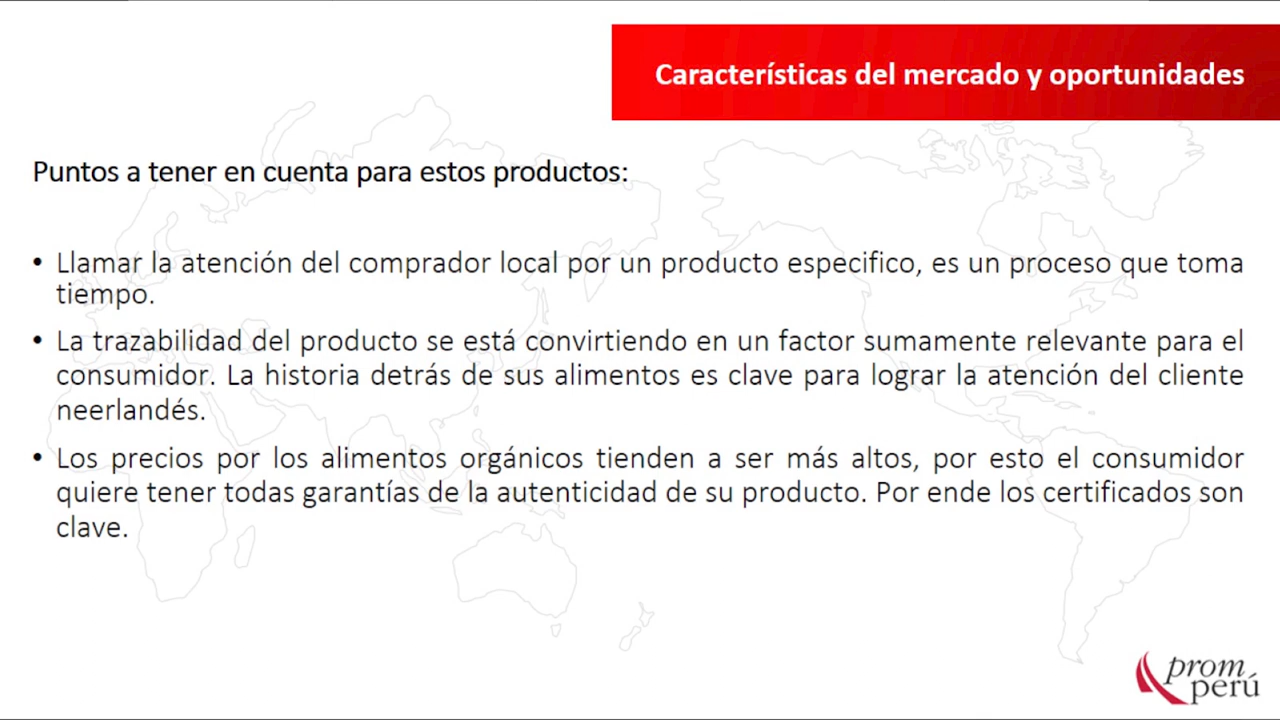 Características del mercado y oportunidades
Puntos a tener en cuenta para estos productos:
• Llamar la atención del comprador local por un producto especifico, es un proceso que toma
tiempo.
• La trazabilidad del producto se está convirtiendo en un factor sumamente relevante para el
consumidor. La historia detrás de sus alimentos es clave para lograr la atención del cliente
neerlandés.
• Los precios por los alimentos orgánicos tienden a ser más altos, por esto el consumidor
quiere tener todas garantías de la autenticidad de su producto. Por ende los certificados son
clave.
prom
perú